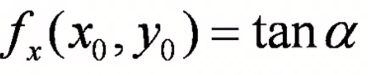 f_x(x_0, y_0) = tan α